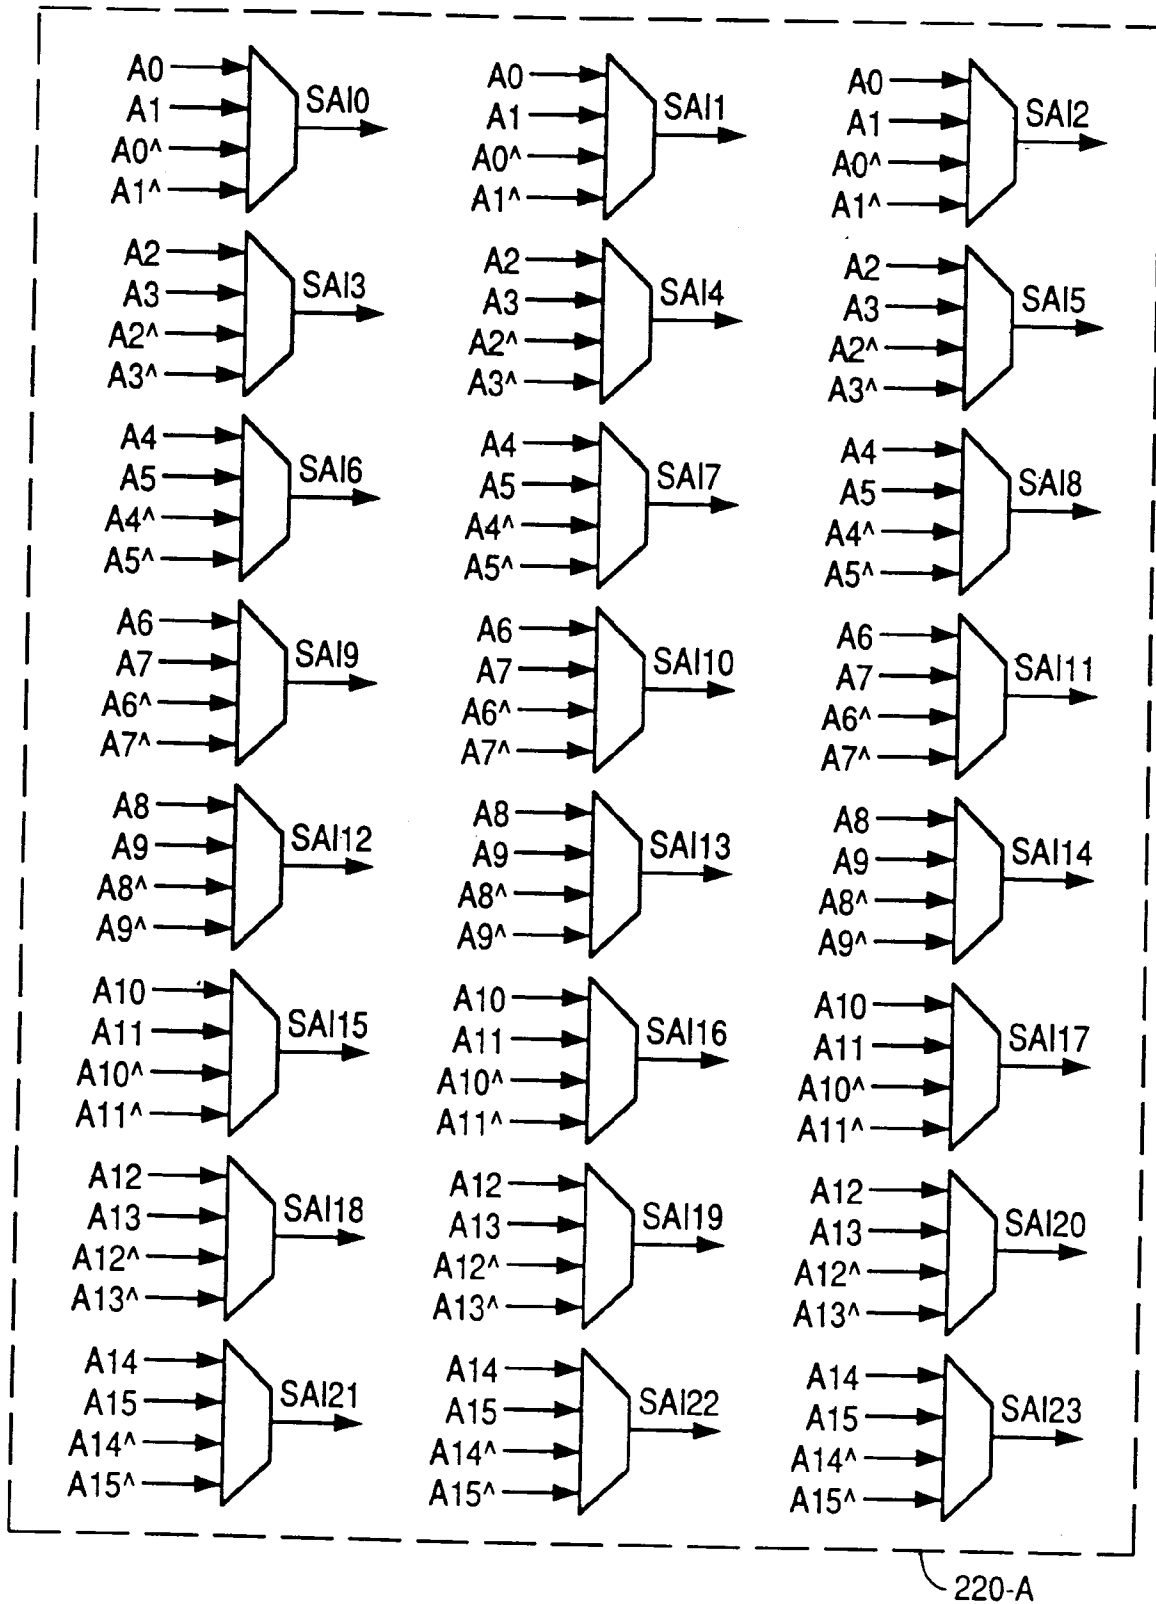 A0
A1
A0^
A1^
SAI0
A0
A1
A0^
A1^
SAI1
A0
A1
A0^
A1^
SAI2
A2
A3
A2^
A3^
SAI3
A2
A3
A2^
A3^
SAI4
A2
A3
A2^
A3^
SAI5
A4
A5
A4^
A5^
SAI6
A4
A5
A4^
A5^
SAI7
A4
A5
A4^
A5^
SAI8
A6
A7
A6^
A7^
SAI9
A6
A7
A6^
A7^
SAI10
A6
A7
A6^
A7^
SAI11
A8
A9
A8^
A9^
SAI12
A8
A9
A8^
A9^
SAI13
A8
A9
A8^
A9^
SAI14
A10
A11
A10^
A11^
SAI15
A10
A11
A10^
A11^
SAI16
A10
A11
A10^
A11^
SAI17
A12
A13
A12^
A13^
SAI18
A12
A13
A12^
A13^
SAI19
A12
A13
A12^
A13^
SAI20
A14
A15
A14^
A15^
SAI21
A14
A15
A14^
A15^
SAI22
A14
A15
A14^
A15^
SAI23
220-A